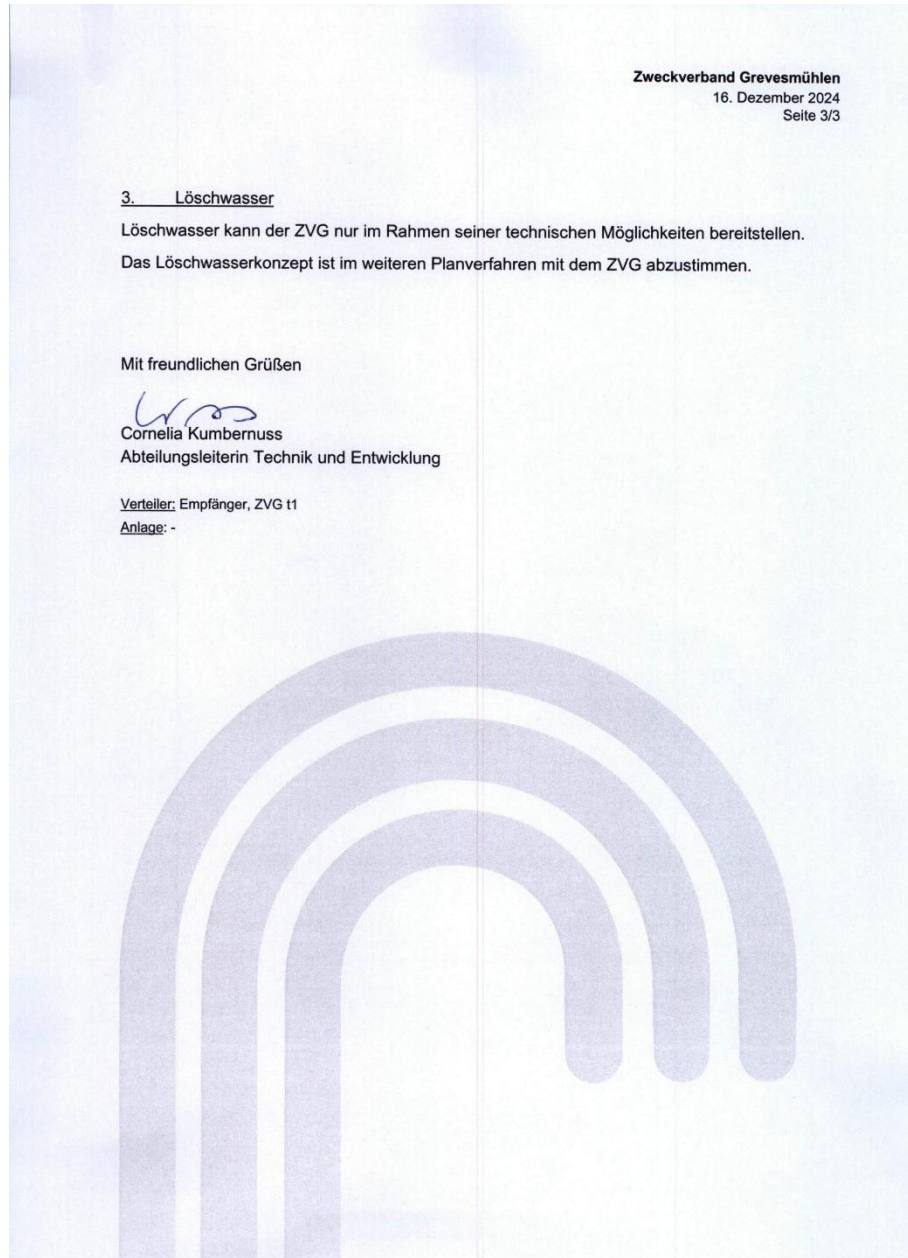 Zweckverband Grevesmühlen
16. Dezember 2024
Seite 3/3
3. Löschwasser
Löschwasser kann der ZVG nur im Rahmen seiner technischen Möglichkeiten bereitstellen.
Das Löschwasserkonzept ist im weiteren Planverfahren mit dem ZVG abzustimmen.
Mit freundlichen Grüßen
Cornelia Kumbernuss
Abteilungsleiterin Technik und Entwicklung
Verteiler: Empfänger, ZVG t1
Anlage: -